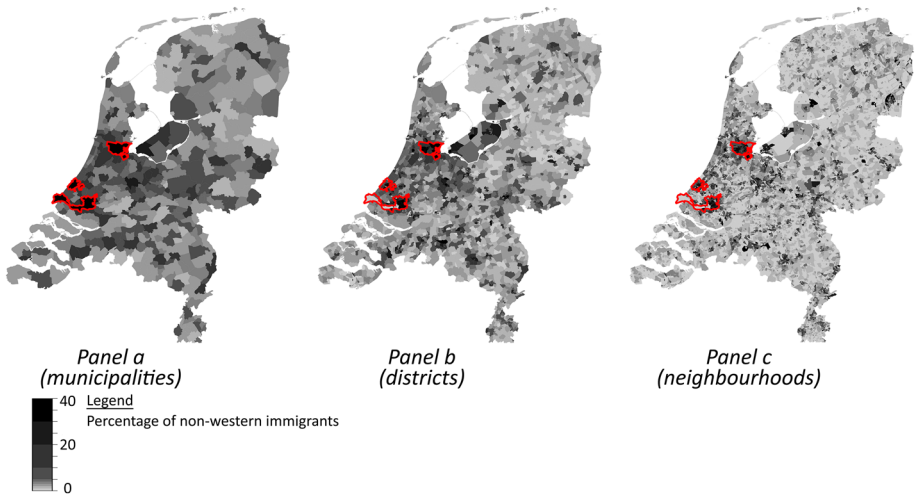 Panel a
(municipalities)
Panel b
(districts)
Panel c
(neighbourhoods)
40
20
0
Legend
Percentage of non-western immigrants